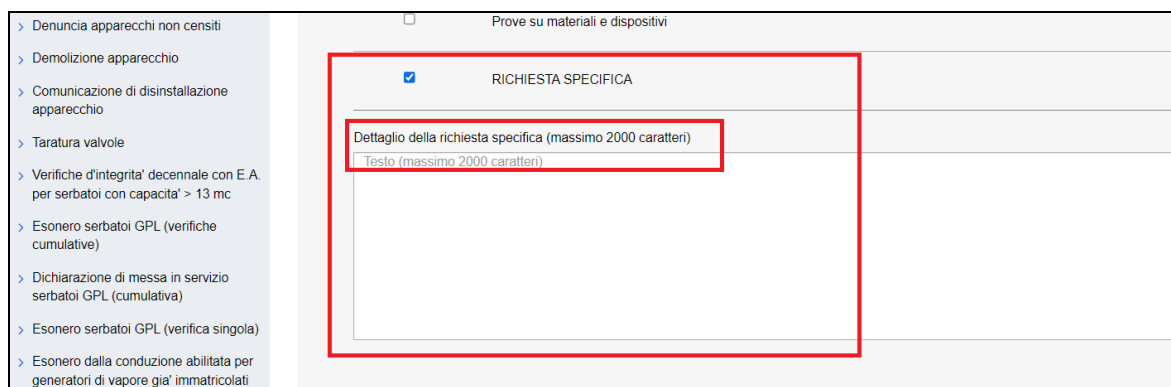 Denuncia apparecchi non censiti
Demolizione apparecchio
Comunicazione di disinstallazione
apparecchio
Taratura valvole
Verifiche d'integrita' decennale con E.A.
per serbatoi con capacita' > 13 mc
Esonero serbatoi GPL (verifiche
cumulative)
Dichiarazione di messa in servizio
serbatoi GPL (cumulativa)
Esonero serbatoi GPL (verifica singola)
Esonero dalla conduzione abilitata per
generatori di vapore gia' immatricolati
Prove su materiali e dispositivi
RICHIESTA SPECIFICA
Dettaglio della richiesta specifica (massimo 2000 caratteri)
Testo (massimo 2000 caratteri)